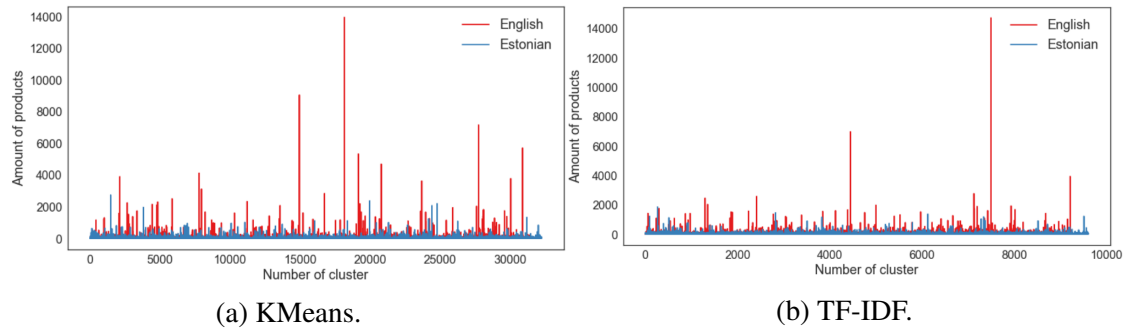 14000
12000
10000
8000
6000
4000
2000
0
Amount of products
English
Estonian
0
5000
10000
15000
20000
25000
30000
Number of cluster
(a) KMeans.
14000
12000
10000
8000
6000
4000
2000
0
Amount of products
English
Estonian
0
2000
4000
6000
8000
10000
Number of cluster
(b) TF-IDF.